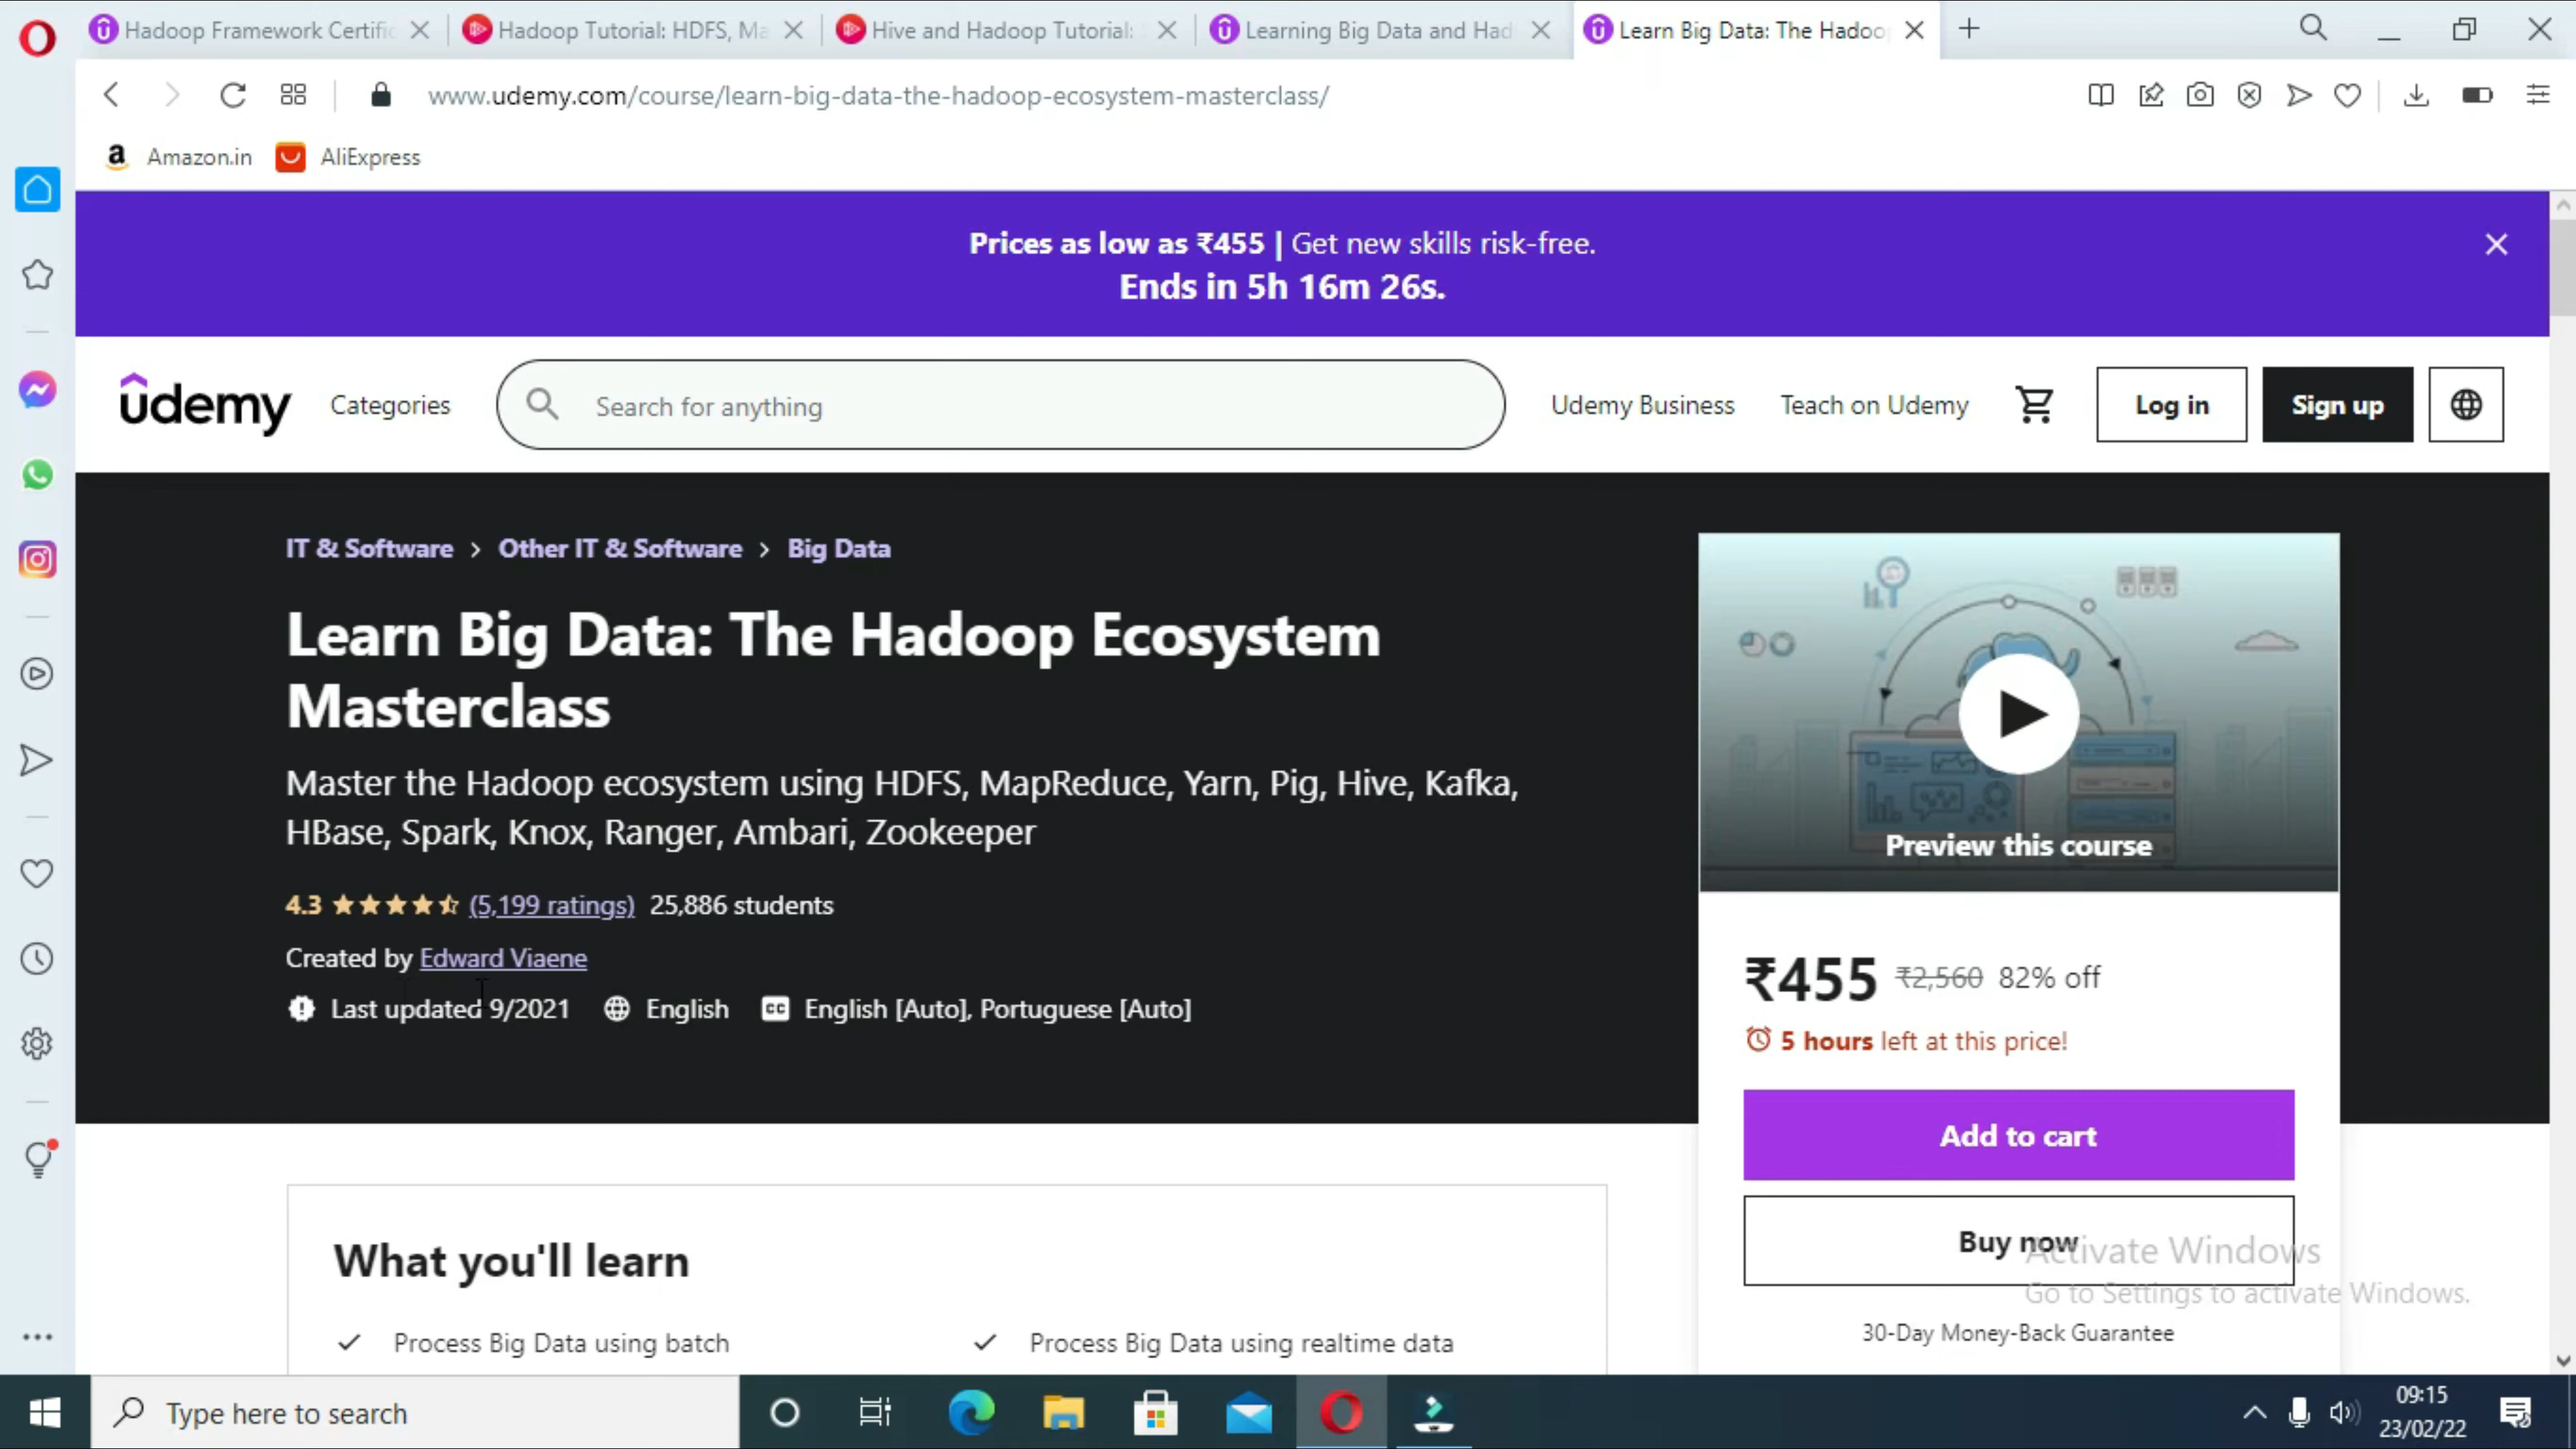 Hadoop Framework Certific
Hadoop Tutorial: HDFS, Ma
Hive and Hadoop Tutorial:
Learning Big Data and Had
Learn Big Data: The Hadoop
www.udemy.com/course/learn-big-data-the-hadoop-ecosystem-masterclass/
Amazon.in
AliExpress
Prices as low as ₹455 | Get new skills risk-free.
Ends in 5h 16m 26s.
udemy
Categories
Search for anything
Udemy Business
Teach on Udemy
Log in
Sign up
IT & Software > Other IT & Software > Big Data
Learn Big Data: The Hadoop Ecosystem
Masterclass
Master the Hadoop ecosystem using HDFS, MapReduce, Yarn, Pig, Hive, Kafka,
HBase, Spark, Knox, Ranger, Ambari, Zookeeper
4.3 (5,199 ratings) 25,886 students
Created by Edward Viaene
Last updated 9/2021 English CC English [Auto], Portuguese [Auto]
Preview this course
₹455 ₹2,560 82% off
5 hours left at this price!
Add to cart
Buy now
30-Day Money-Back Guarantee
What you'll learn
Process Big Data using batch
Process Big Data using realtime data
Activate Windows
Go to Settings to activate Windows.
Type here to search
09:15
23/02/22